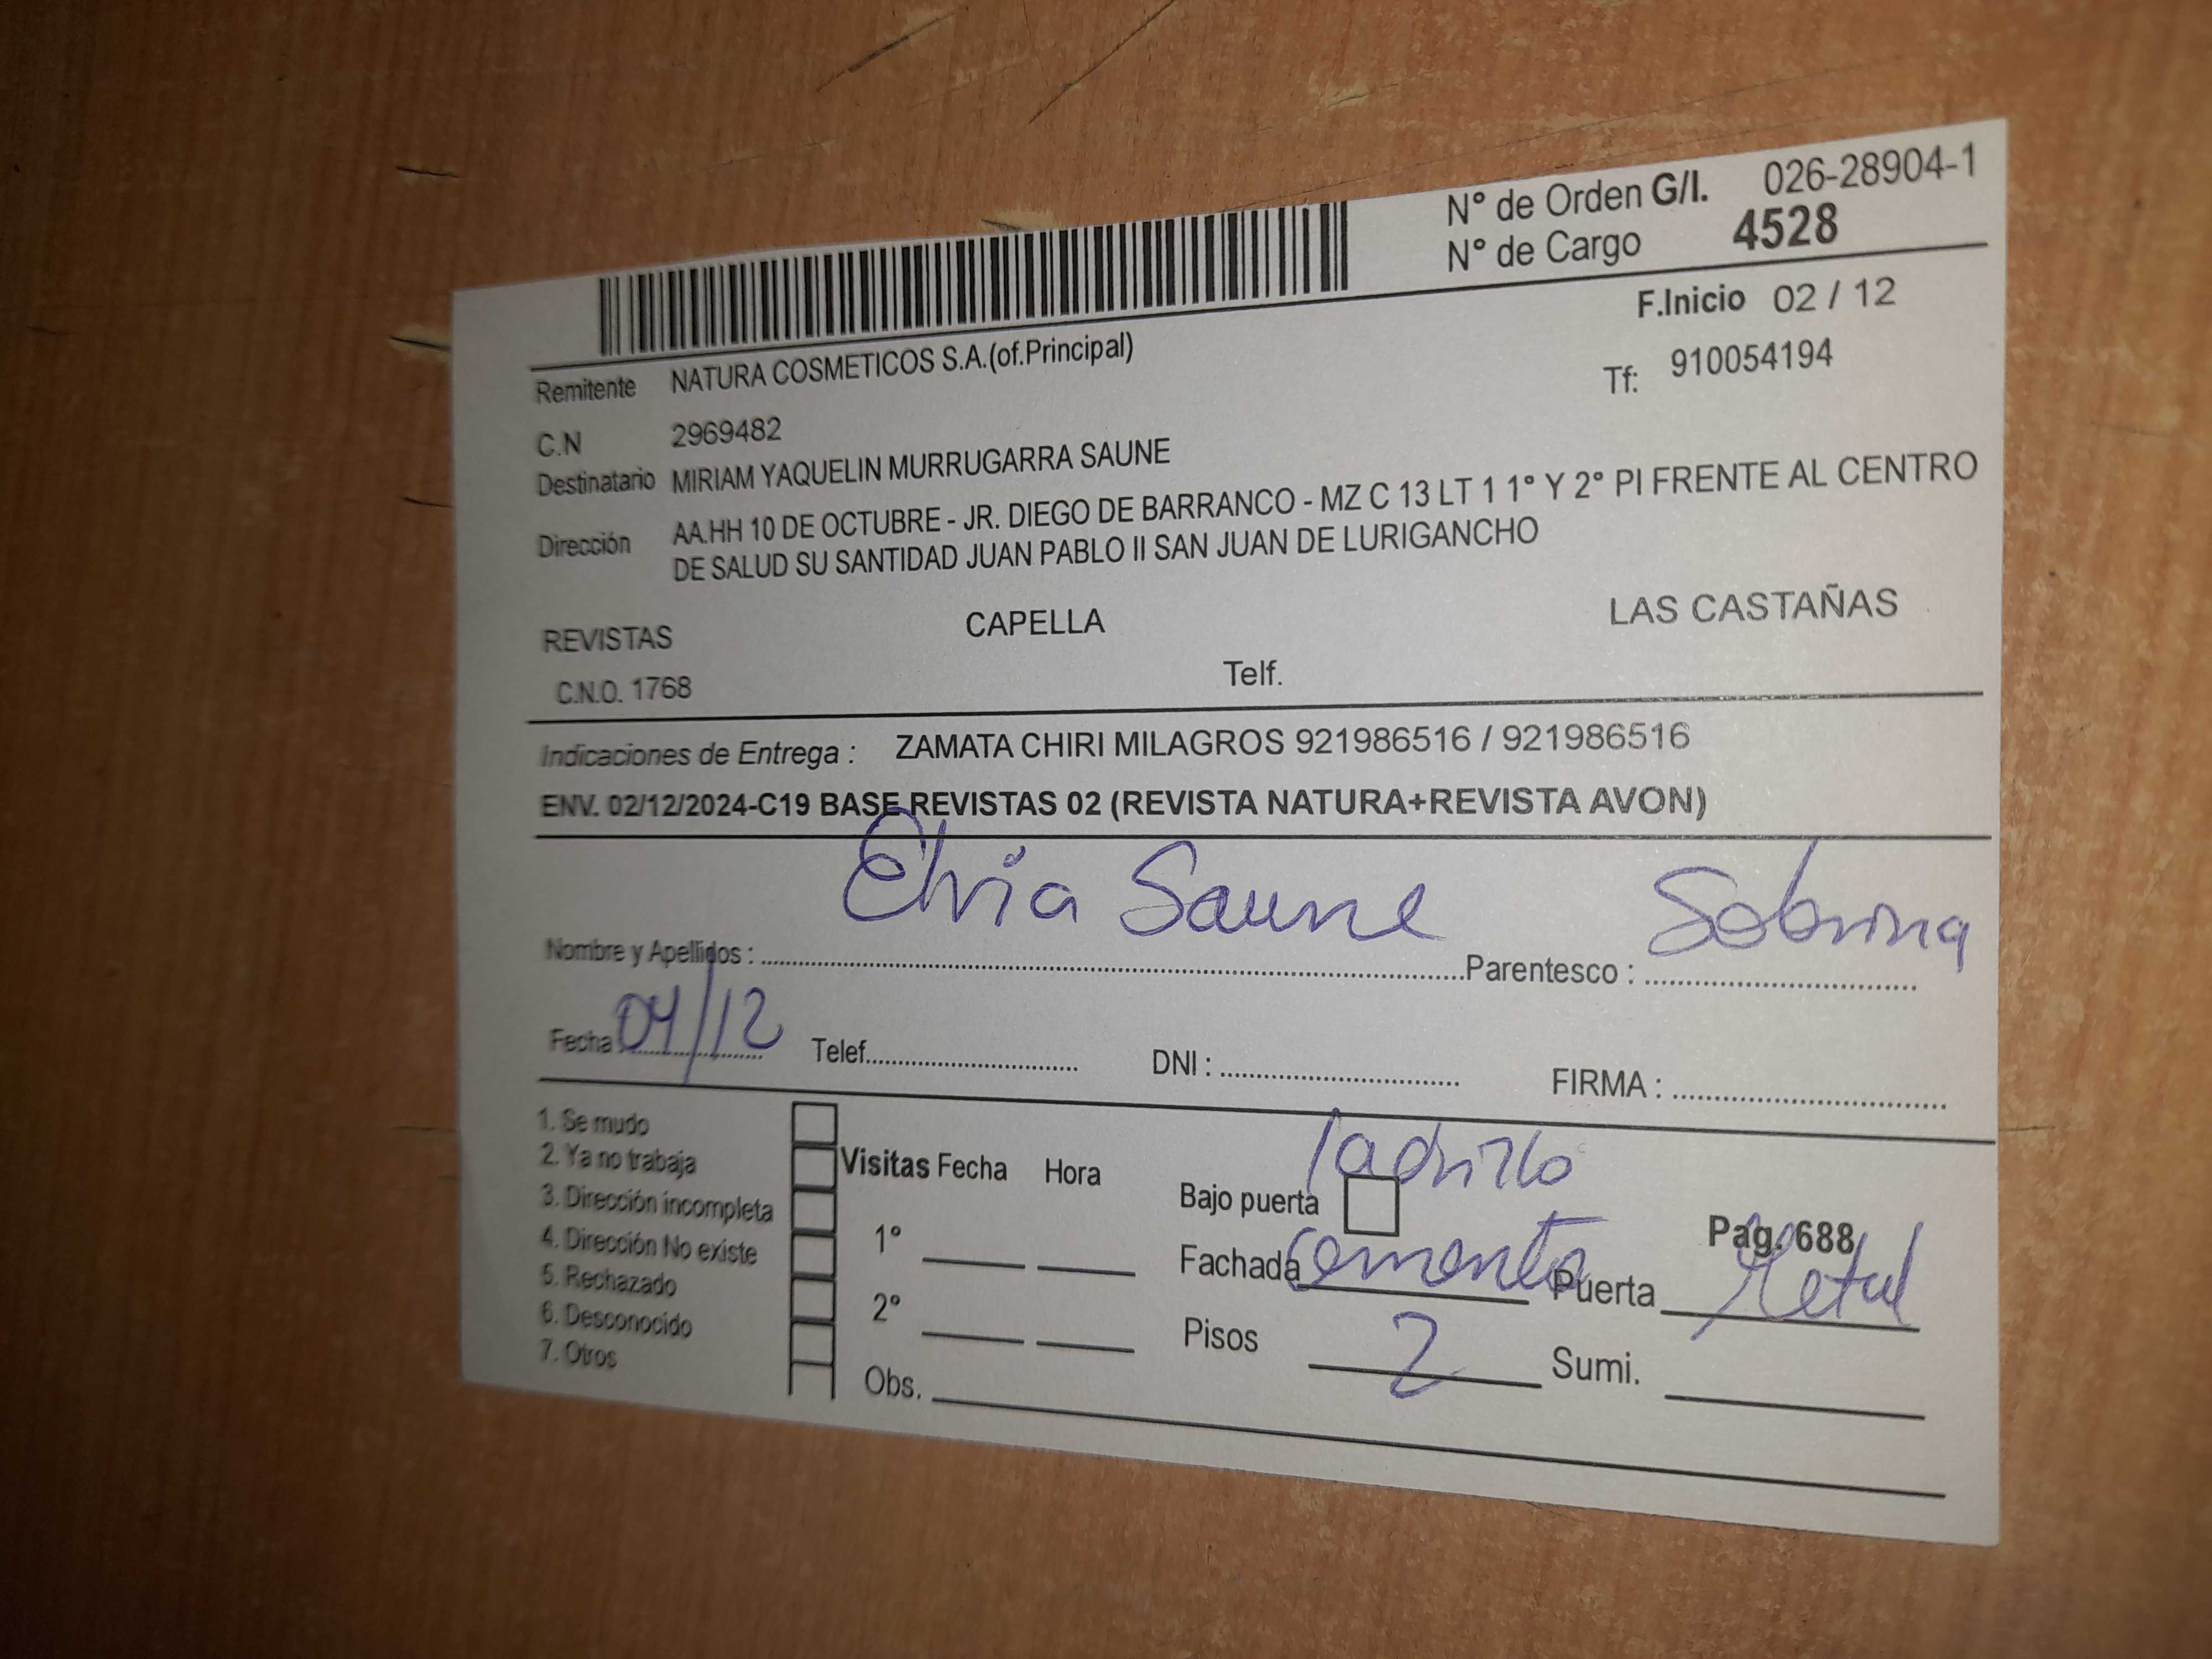 N° de Orden G/I. 026-28904-1
N° de Cargo 4528
F.Inicio 02 / 12
Remitente NATURA COSMETICOS S.A.(of.Principal)
Tf: 910054194
C.N 2969482
Destinatario MIRIAM YAQUELIN MURRUGARRA SAUNE
Dirección AA.HH 10 DE OCTUBRE - JR. DIEGO DE BARRANCO - MZ C 13 LT 1 1° Y 2° PI FRENTE AL CENTRO
DE SALUD SU SANTIDAD JUAN PABLO II SAN JUAN DE LURIGANCHO
REVISTAS CAPELLA LAS CASTAÑAS
C.N.O. 1768 Telf.
Indicaciones de Entrega : ZAMATA CHIRI MILAGROS 921986516 / 921986516
ENV. 02/12/2024-C19 BASE REVISTAS 02 (REVISTA NATURA+REVISTA AVON)
Nombre y Apellidos : Elvia Saune Parentesco : Sobrina
Fecha 04/12 Telef. DNI : FIRMA :
1. Se mudo
2. Ya no trabaja
3. Dirección incompleta
4. Dirección No existe
5. Rechazado
6. Desconocido
7. Otros
Visitas Fecha Hora
1°
2°
Obs.
ladrillo
Bajo puerta
Pag. 688
Fachada cemento Puerta Metal
Pisos 2 Sumi.